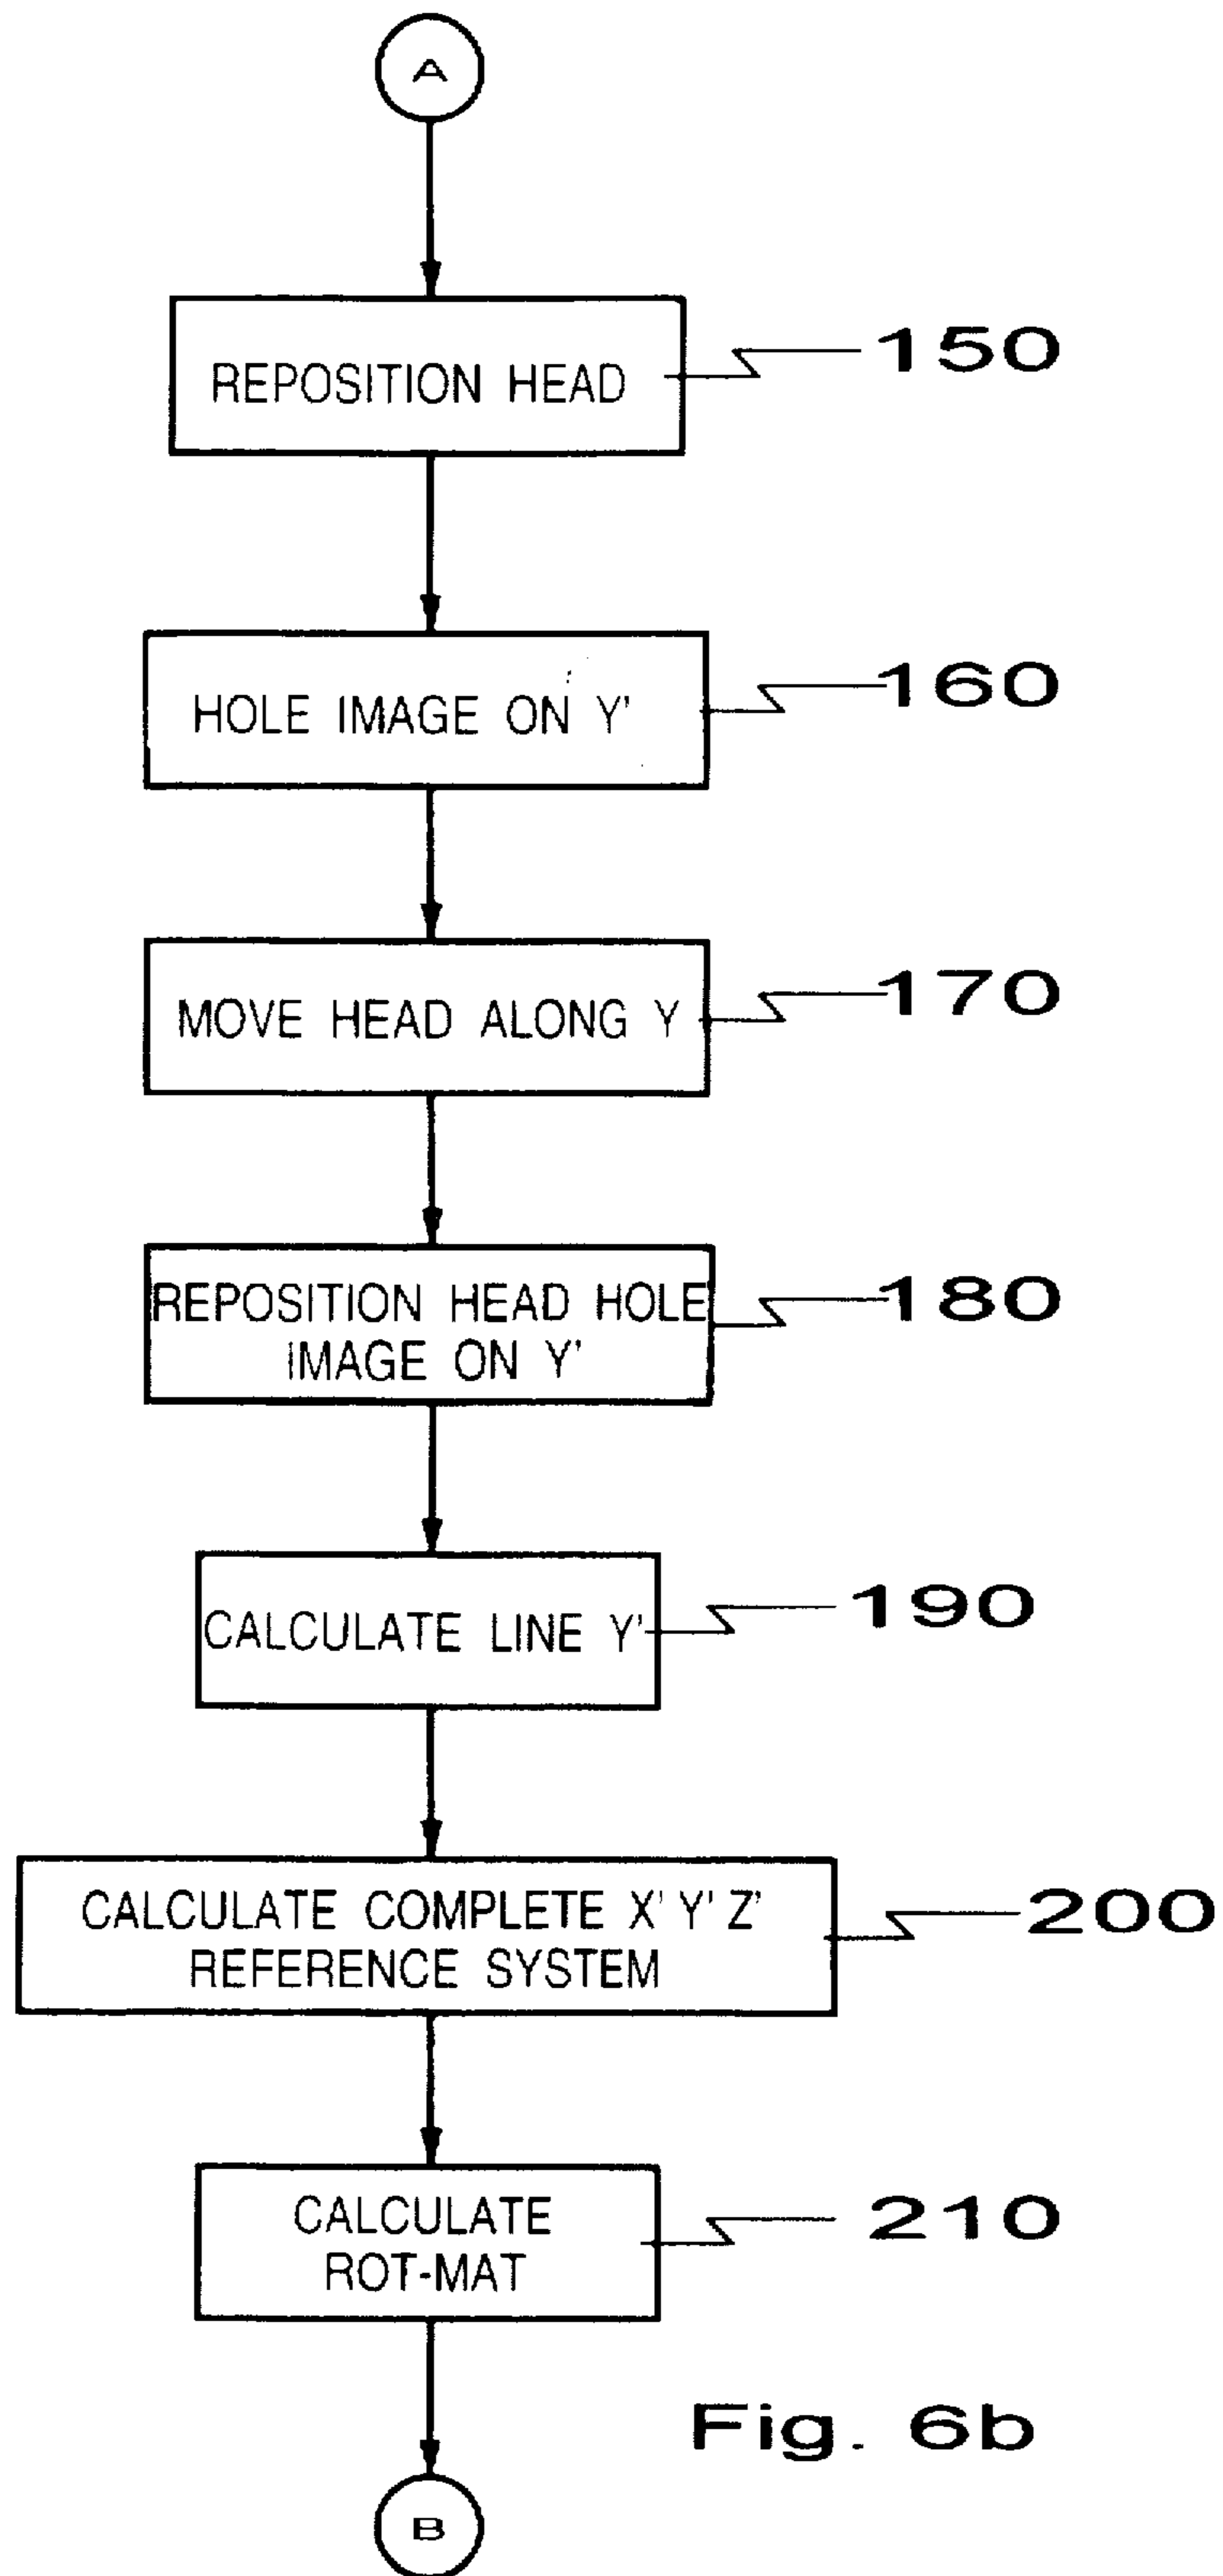 A
REPOSITION HEAD
150
HOLE IMAGE ON Y'
160
MOVE HEAD ALONG Y
170
REPOSITION HEAD HOLE
IMAGE ON Y'
180
CALCULATE LINE Y'
190
CALCULATE COMPLETE X' Y' Z'
REFERENCE SYSTEM
200
CALCULATE
ROT-MAT
210
Fig. 6b
B